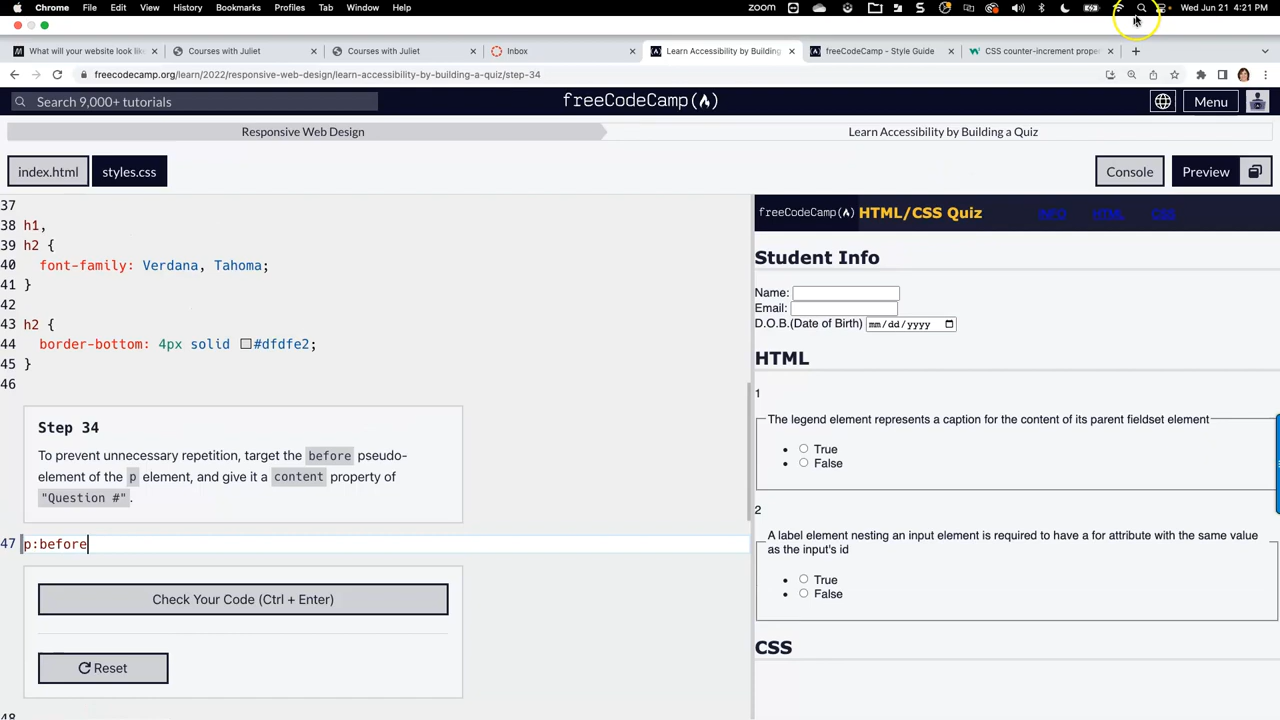 Chrome File Edit View History Bookmarks Profiles Tab Window Help zoom Wed Jun 21 4:21 PM
What will your website look lik Courses with Juliet Courses with Juliet Inbox Learn Accessibility by Building freeCodeCamp - Style Guide CSS counter-increment prope
freecodecamp.org/learn/2022/responsive-web-design/learn-accessibility-by-building-a-quiz/step-34
Search 9,000+ tutorials
freeCodeCamp
Menu
Responsive Web Design
Learn Accessibility by Building a Quiz
index.html
styles.css
Console
Preview
37
38 h1,
39 h2 {
40 font-family: Verdana, Tahoma;
41 }
42
43 h2 {
44 border-bottom: 4px solid #dfdfe2;
45 }
46
Step 34
To prevent unnecessary repetition, target the before pseudo-
element of the p element, and give it a content property of
"Question #".
47 p:before
Check Your Code (Ctrl + Enter)
Reset
48
freeCodeCamp HTML/CSS Quiz INFO HTML CSS
Student Info
Name:
Email:
D.O.B.(Date of Birth) mm/dd/yyyy
HTML
1
The legend element represents a caption for the content of its parent fieldset element
True
False
2
A label element nesting an input element is required to have a for attribute with the same value
as the input's id
True
False
CSS